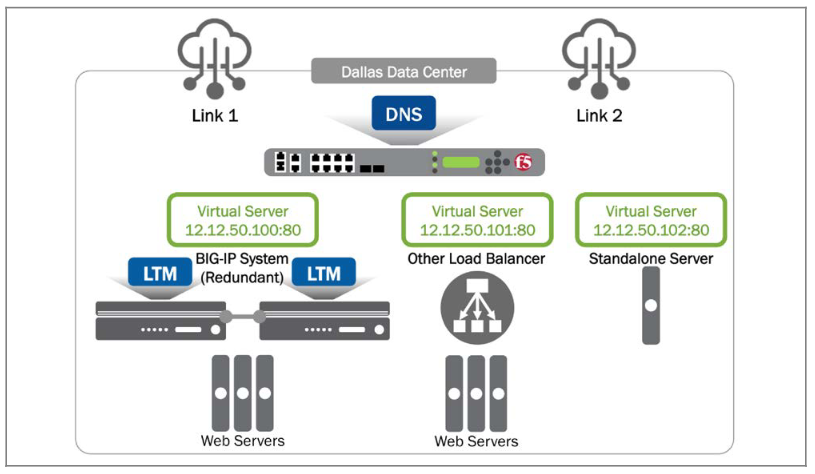 Dallas Data Center
Link 1
Link 2
DNS
f5
Virtual Server
12.12.50.100:80
Virtual Server
12.12.50.101:80
Virtual Server
12.12.50.102:80
BIG-IP System
(Redundant)
LTM
LTM
Other Load Balancer
Standalone Server
Web Servers
Web Servers